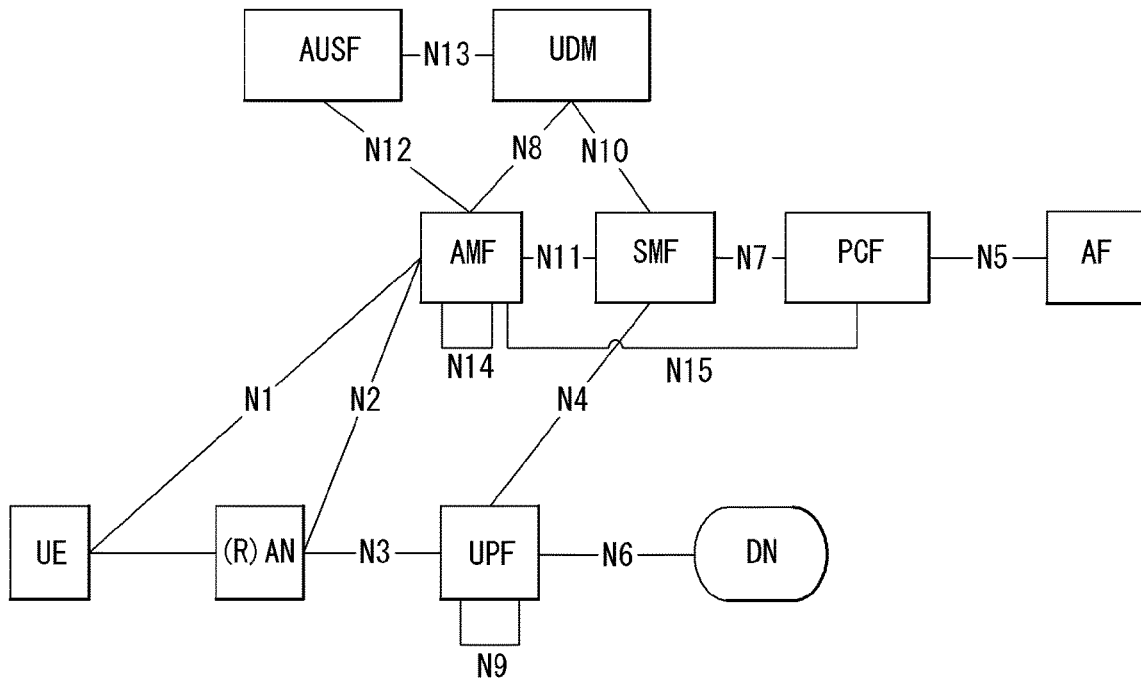 AUSF
N13
UDM
N12
N8
N10
AMF
N11
SMF
N7
PCF
N5
AF
N14
N15
N1
N2
N4
UE
(R) AN
N3
UPF
N6
DN
N9